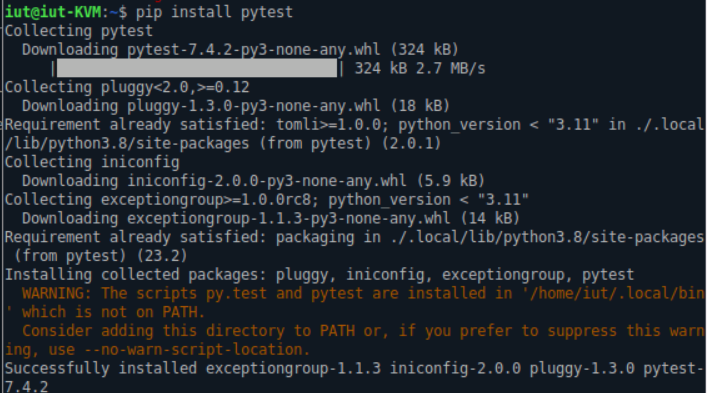 iut@iut-KVM:~$ pip install pytest
Collecting pytest
  Downloading pytest-7.4.2-py3-none-any.whl (324 kB)
     |████████████████████████████████| 324 kB 2.7 MB/s
Collecting pluggy<2.0,>=0.12
  Downloading pluggy-1.3.0-py3-none-any.whl (18 kB)
Requirement already satisfied: tomli>=1.0.0; python_version < "3.11" in ./.local
/lib/python3.8/site-packages (from pytest) (2.0.1)
Collecting iniconfig
  Downloading iniconfig-2.0.0-py3-none-any.whl (5.9 kB)
Collecting exceptiongroup>=1.0.0rc8; python_version < "3.11"
  Downloading exceptiongroup-1.1.3-py3-none-any.whl (14 kB)
Requirement already satisfied: packaging in ./.local/lib/python3.8/site-packages
 (from pytest) (23.2)
Installing collected packages: pluggy, iniconfig, exceptiongroup, pytest
  WARNING: The scripts py.test and pytest are installed in '/home/iut/.local/bin
' which is not on PATH.
  Consider adding this directory to PATH or, if you prefer to suppress this warn
ing, use --no-warn-script-location.
Successfully installed exceptiongroup-1.1.3 iniconfig-2.0.0 pluggy-1.3.0 pytest-
7.4.2